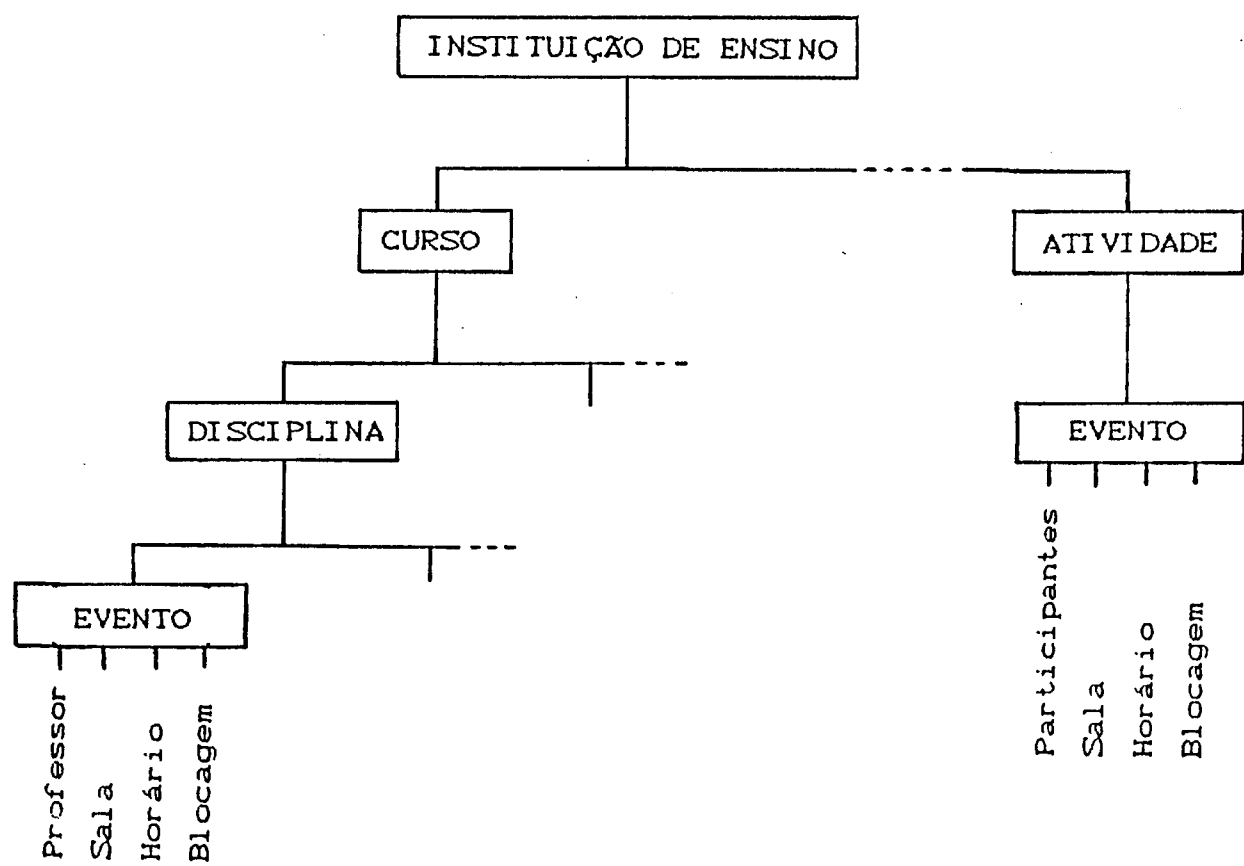 INSTITUIÇÃO DE ENSINO
CURSO
ATIVIDADE
DISCIPLINA
EVENTO
EVENTO
Participantes
Sala
Horário
Blocagem
Professor
Sala
Horário
Blocagem